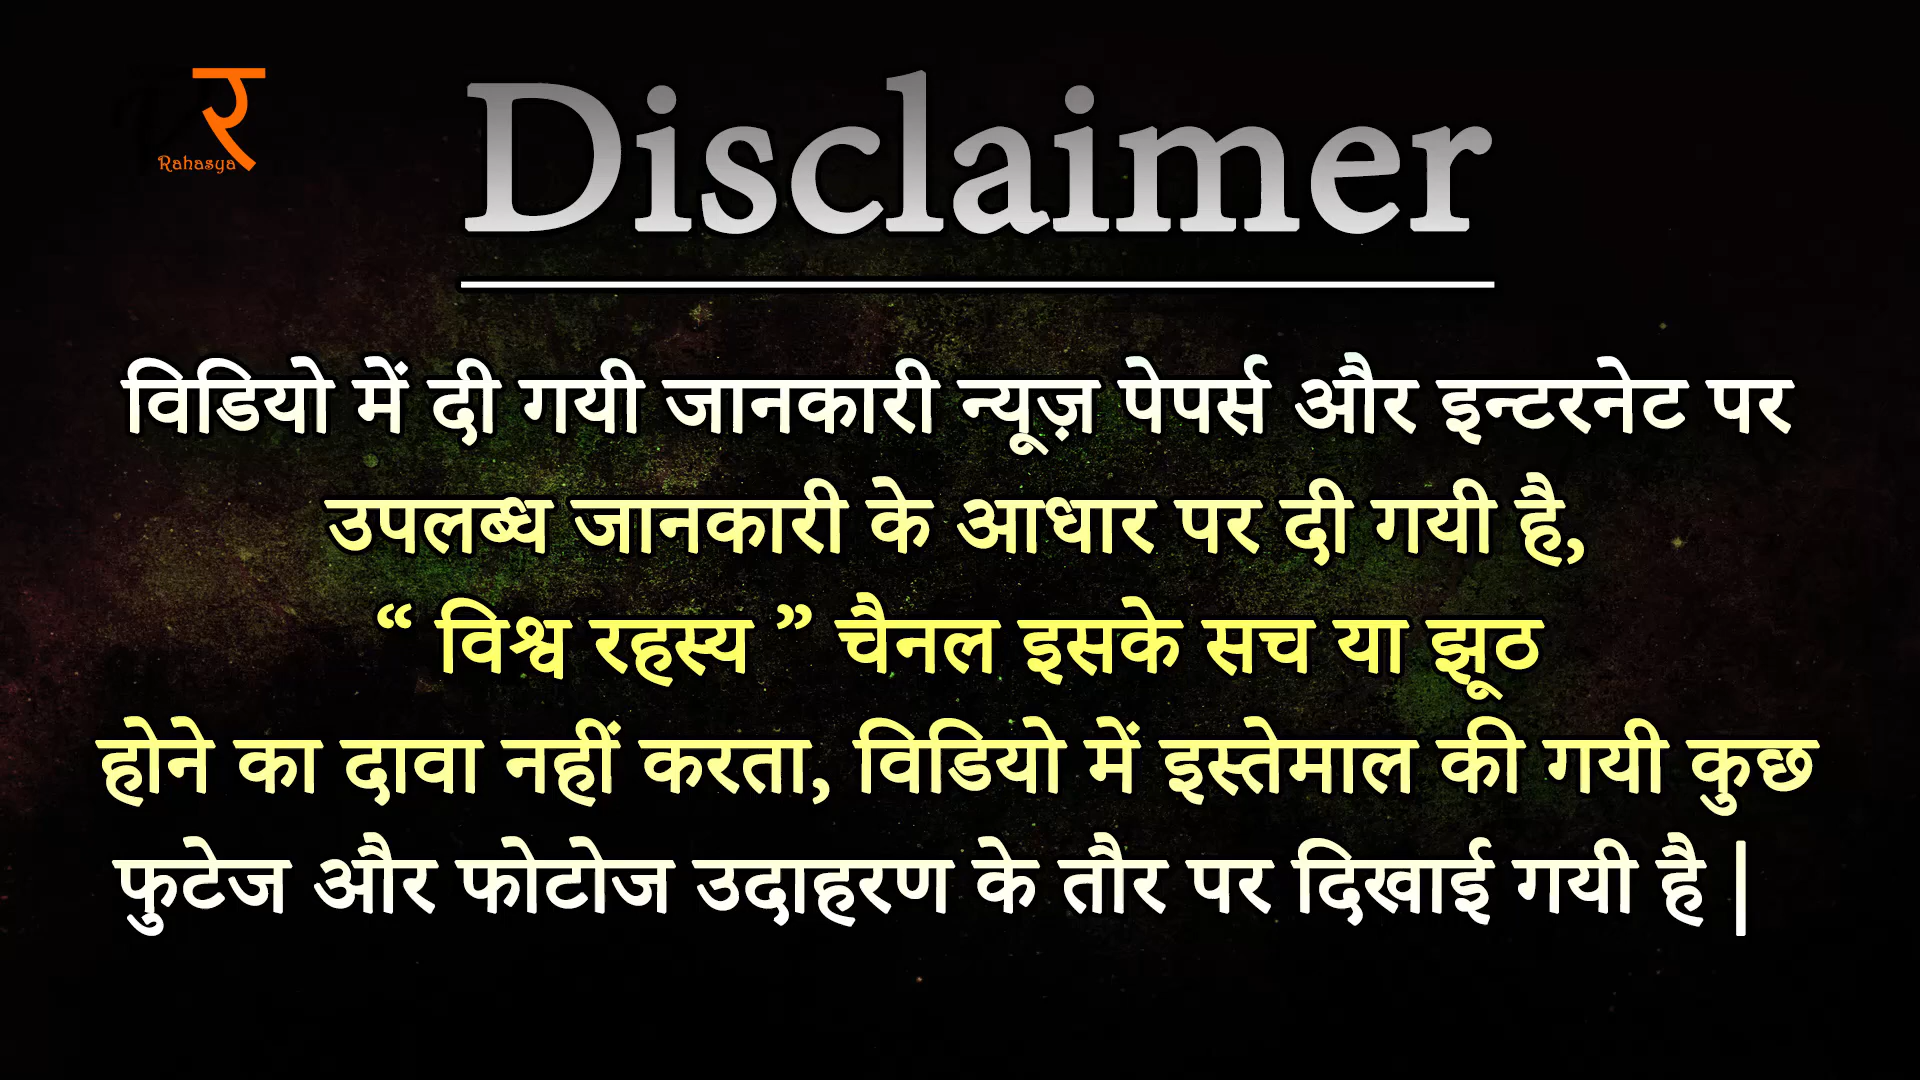 र
Rahasya
Disclaimer
विडियो में दी गयी जानकारी न्यूज़ पेपर्स और इन्टरनेट पर
उपलब्ध जानकारी के आधार पर दी गयी है,
“ विश्व रहस्य ” चैनल इसके सच या झूठ
होने का दावा नहीं करता, विडियो में इस्तेमाल की गयी कुछ
फुटेज और फोटोज उदाहरण के तौर पर दिखाई गयी है |